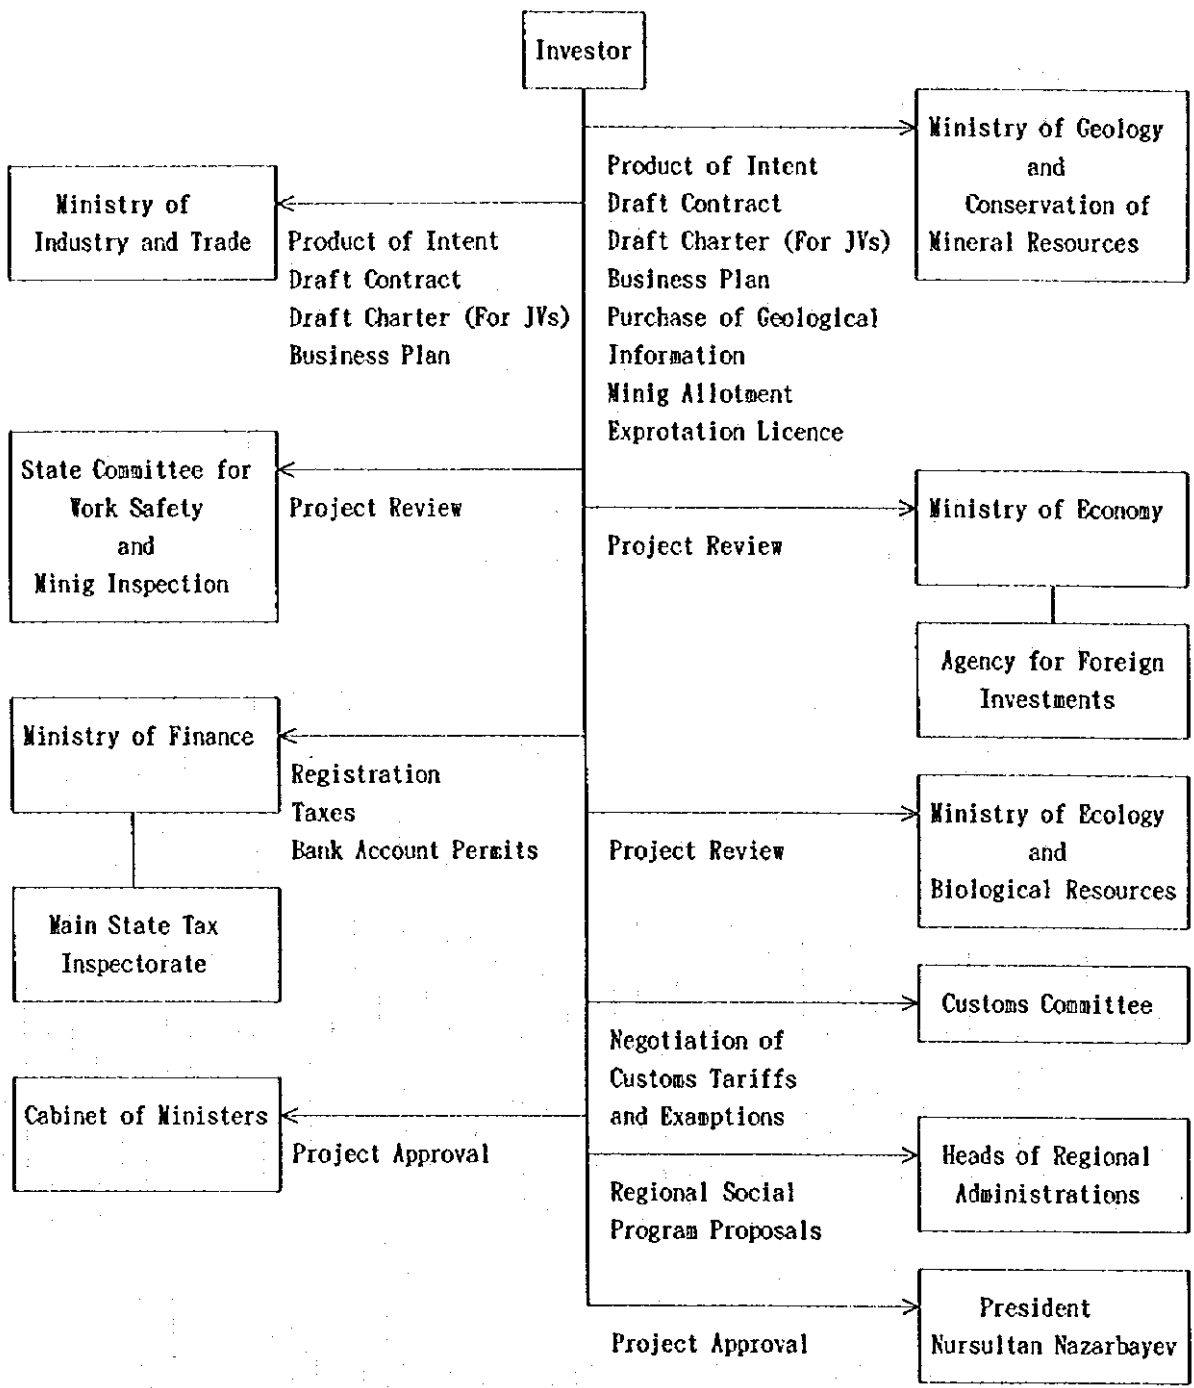 Investor
Ministry of Geology
and
Conservation of
Mineral Resources
Product of Intent
Draft Contract
Draft Charter (For JVs)
Business Plan
Purchase of Geological
Information
Minig Allotment
Exprotation Licence
Ministry of
Industry and Trade
Product of Intent
Draft Contract
Draft Charter (For JVs)
Business Plan
State Committee for
Work Safety
and
Minig Inspection
Project Review
Ministry of Economy
Project Review
Agency for Foreign
Investments
Ministry of Finance
Registration
Taxes
Bank Account Permits
Main State Tax
Inspectorate
Ministry of Ecology
and
Biological Resources
Project Review
Customs Committee
Negotiation of
Customs Tariffs
and Examptions
Cabinet of Ministers
Project Approval
Heads of Regional
Administrations
Regional Social
Program Proposals
President
Nursultan Nazarbayev
Project Approval